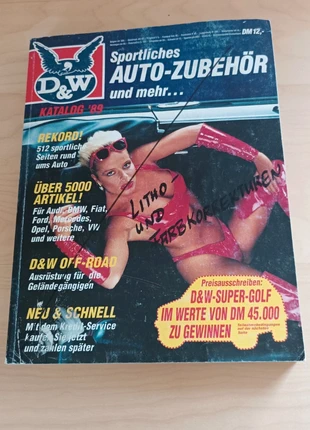 Sportliches
AUTO-ZUBEHÖR
und mehr...
DM 12,-
D&W
KATALOG '89
REKORD!
512 sportliche
Seiten rund
ums Auto
ÜBER 5000
ARTIKEL!
Für Audi, BMW, Fiat,
Ford, Mercedes,
Opel, Porsche, VW
und weitere
D&W OFF-ROAD
Ausrüstung für die
Geländegängigen
NEU & SCHNELL
Mit dem Kredit-Service
kaufen Sie jetzt
und zahlen später
LITHO-
UND
FARBKORREKTUREN
Preisausschreiben:
D&W-SUPER-GOLF
IM WERTE VON DM 45.000
ZU GEWINNEN